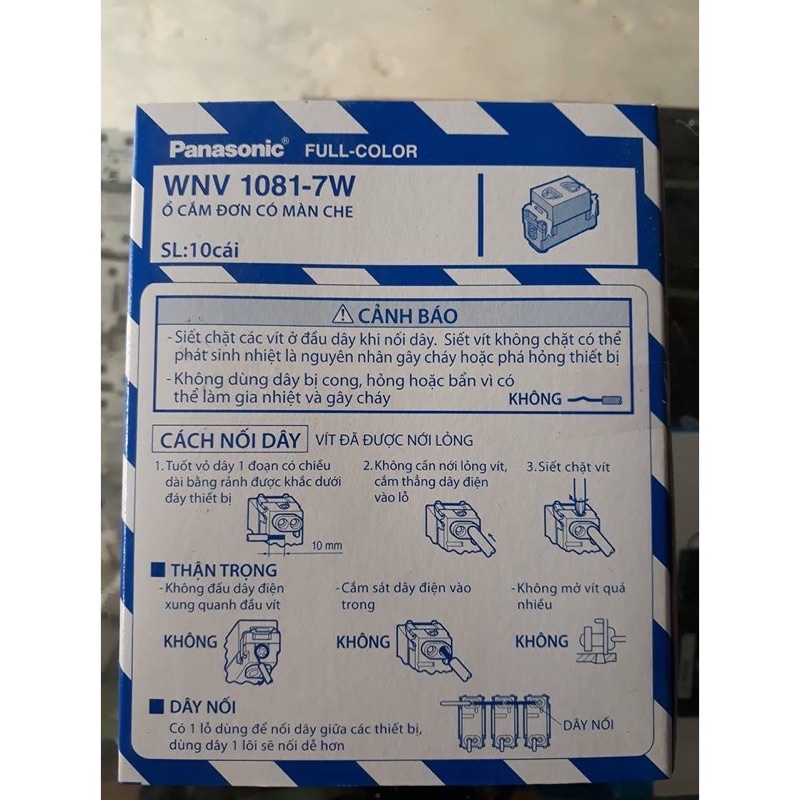 Panasonic® FULL-COLOR
WNV 1081-7W
Ổ CẮM ĐƠN CÓ MÀN CHE
SL:10cái
CẢNH BÁO
-Siết chặt các vít ở đầu dây khi nối dây. Siết vít không chặt có thể
phát sinh nhiệt là nguyên nhân gây cháy hoặc phá hỏng thiết bị
-Không dùng dây bị cong, hỏng hoặc bẩn vì có
thể làm gia nhiệt và gây cháy
KHÔNG
CÁCH NỐI DÂY VÍT ĐÃ ĐƯỢC NỚI LỎNG
1.Tuốt vỏ dây 1 đoạn có chiều
dài bằng rảnh được khắc dưới
đáy thiết bị
10 mm
2.Không cần nới lỏng vít,
cắm thẳng dây điện
vào lỗ
3.Siết chặt vít
THẬN TRỌNG
-Không đấu dây điện
xung quanh đầu vít
KHÔNG
-Cắm sát dây điện vào
trong
KHÔNG
-Không mở vít quá
nhiều
KHÔNG
DÂY NỐI
Có 1 lỗ dùng để nối dây giữa các thiết bị,
dùng dây 1 lõi sẽ nối dễ hơn
DÂY NỐI